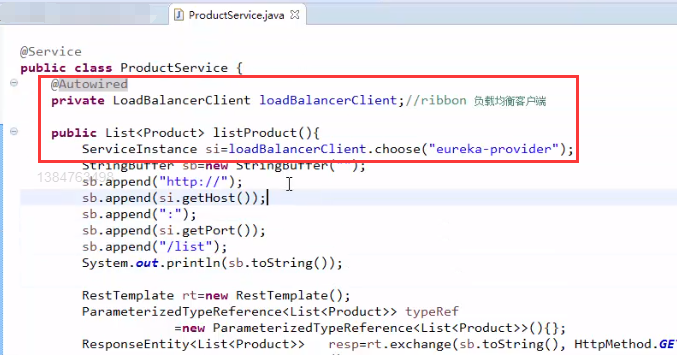 ProductService.java
@Service
public class ProductService {
@Autowired
private LoadBalancerClient loadBalancerClient;//ribbon 负载均衡客户端
public List<Product> listProduct(){
ServiceInstance si=loadBalancerClient.choose("eureka-provider");
StringBuffer sb=new StringBuffer("");
sb.append("http://");
1384762498
sb.append(si.getHost());
sb.append(":");
sb.append(si.getPort());
sb.append("/list");
System.out.println(sb.toString());
RestTemplate rt=new RestTemplate();
ParameterizedTypeReference<List<Product>> typeRef
=new ParameterizedTypeReference<List<Product>>(){};
ResponseEntity<List<Product>> resp=rt.exchange(sb.toString(), HttpMethod.GE